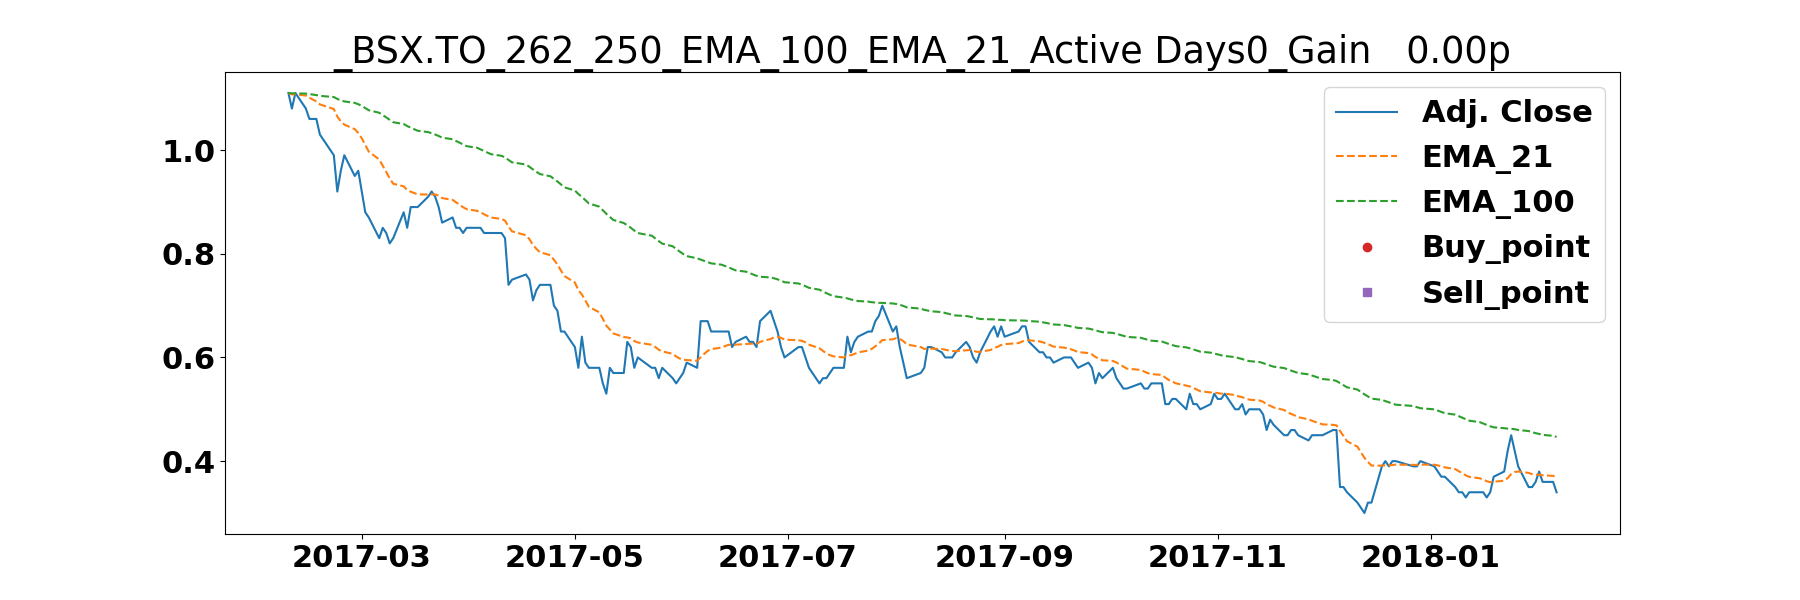 _BSX.TO_262_250_EMA_100_EMA_21_Active Days0_Gain   0.00p
Adj. Close
EMA_21
EMA_100
Buy_point
Sell_point
1.0
0.8
0.6
0.4
2017-03 2017-05 2017-07 2017-09 2017-11 2018-01